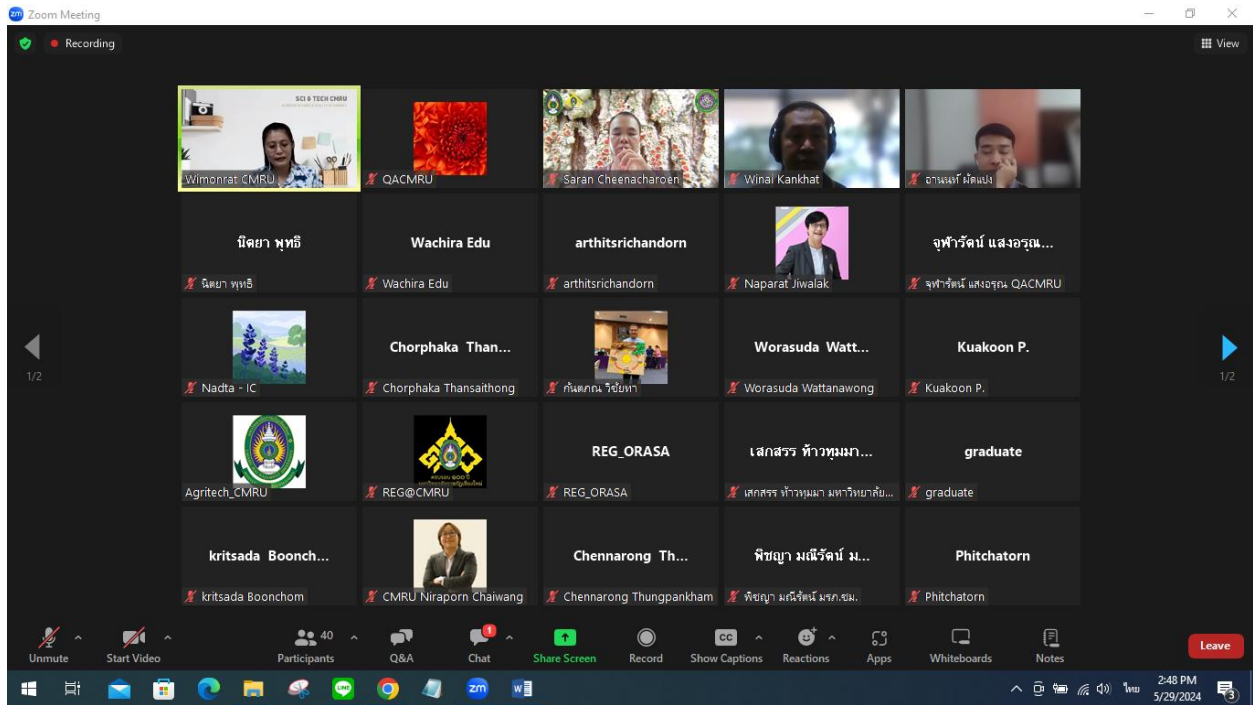 Zoom Meeting
Recording
View
SCI & TECH CMRU
Wimonrat CMRU
QACMRU
Saran Cheenacharoen
Winai Kankhat
อานนท์ ผัดแปง
นิตยา พุทธิ
นิตยา พุทธิ
Wachira Edu
Wachira Edu
arthitsrichandorn
arthitsrichandorn
Naparat Jiwalak
จุฬารัตน์ แสงอรุณ...
จุฬารัตน์ แสงอรุณ QACMRU
1/2
Nadta - IC
Chorphaka Than...
Chorphaka Thansaithong
กันตภณ วิชัยทา
Worasuda Watt...
Worasuda Wattanawong
Kuakoon P.
Kuakoon P.
1/2
Agritech_CMRU
REG@CMRU
REG_ORASA
REG_ORASA
เสกสรร ท้าวทุมมา...
เสกสรร ท้าวทุมมา มหาวิทยาลัย...
graduate
graduate
kritsada Boonch...
kritsada Boonchom
CMRU Niraporn Chaiwang
Chennarong Th...
Chennarong Thungpankham
พิชญา มณีรัตน์ ม...
พิชญา มณีรัตน์ มรภ.ชม.
Phitchatorn
Phitchatorn
Unmute
Start Video
40
Participants
Q&A
1
Chat
Share Screen
Record
CC
Show Captions
Reactions
Apps
Whiteboards
Notes
Leave
LINE
zm
ไทย
2:48 PM
5/29/2024
3